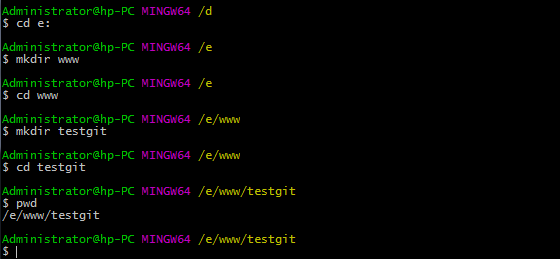 Administrator@hp-PC MINGW64 /d
$ cd e:
Administrator@hp-PC MINGW64 /e
$ mkdir www
Administrator@hp-PC MINGW64 /e
$ cd www
Administrator@hp-PC MINGW64 /e/www
$ mkdir testgit
Administrator@hp-PC MINGW64 /e/www
$ cd testgit
Administrator@hp-PC MINGW64 /e/www/testgit
$ pwd
/e/www/testgit
Administrator@hp-PC MINGW64 /e/www/testgit
$